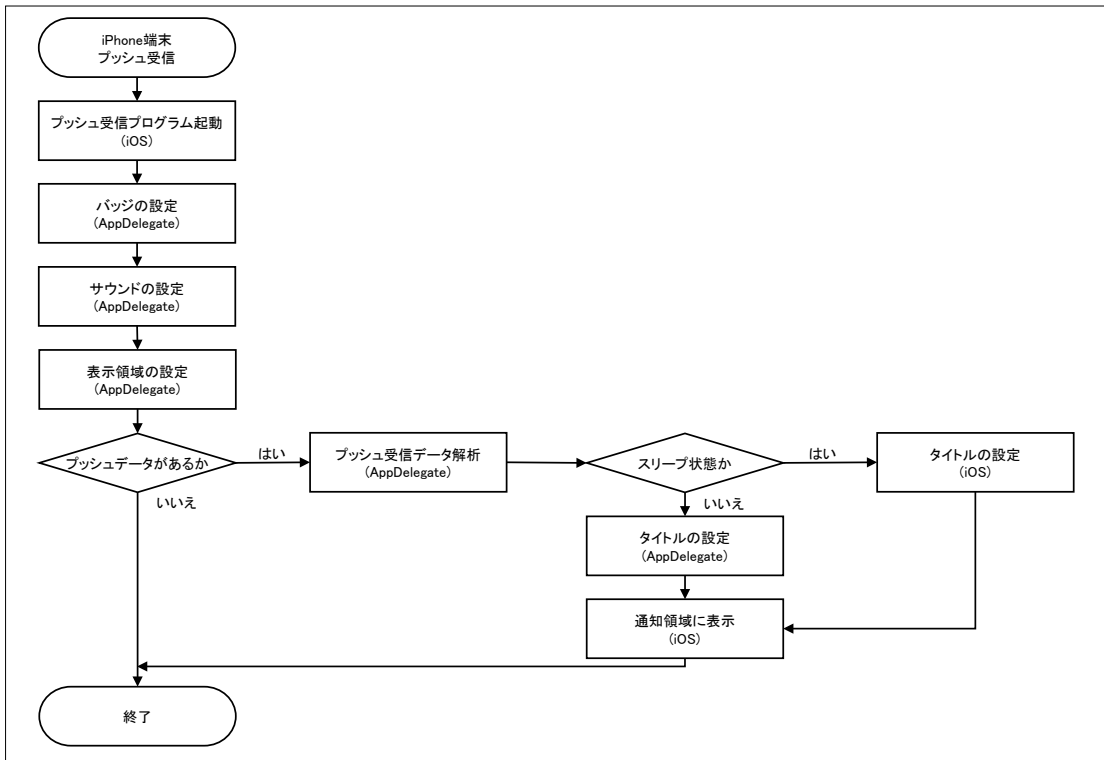 iPhone端末
プッシュ受信
プッシュ受信プログラム起動
(iOS)
バッジの設定
(AppDelegate)
サウンドの設定
(AppDelegate)
表示領域の設定
(AppDelegate)
プッシュデータがあるか
はい
いいえ
プッシュ受信データ解析
(AppDelegate)
スリープ状態か
はい
いいえ
タイトルの設定
(iOS)
タイトルの設定
(AppDelegate)
通知領域に表示
(iOS)
終了